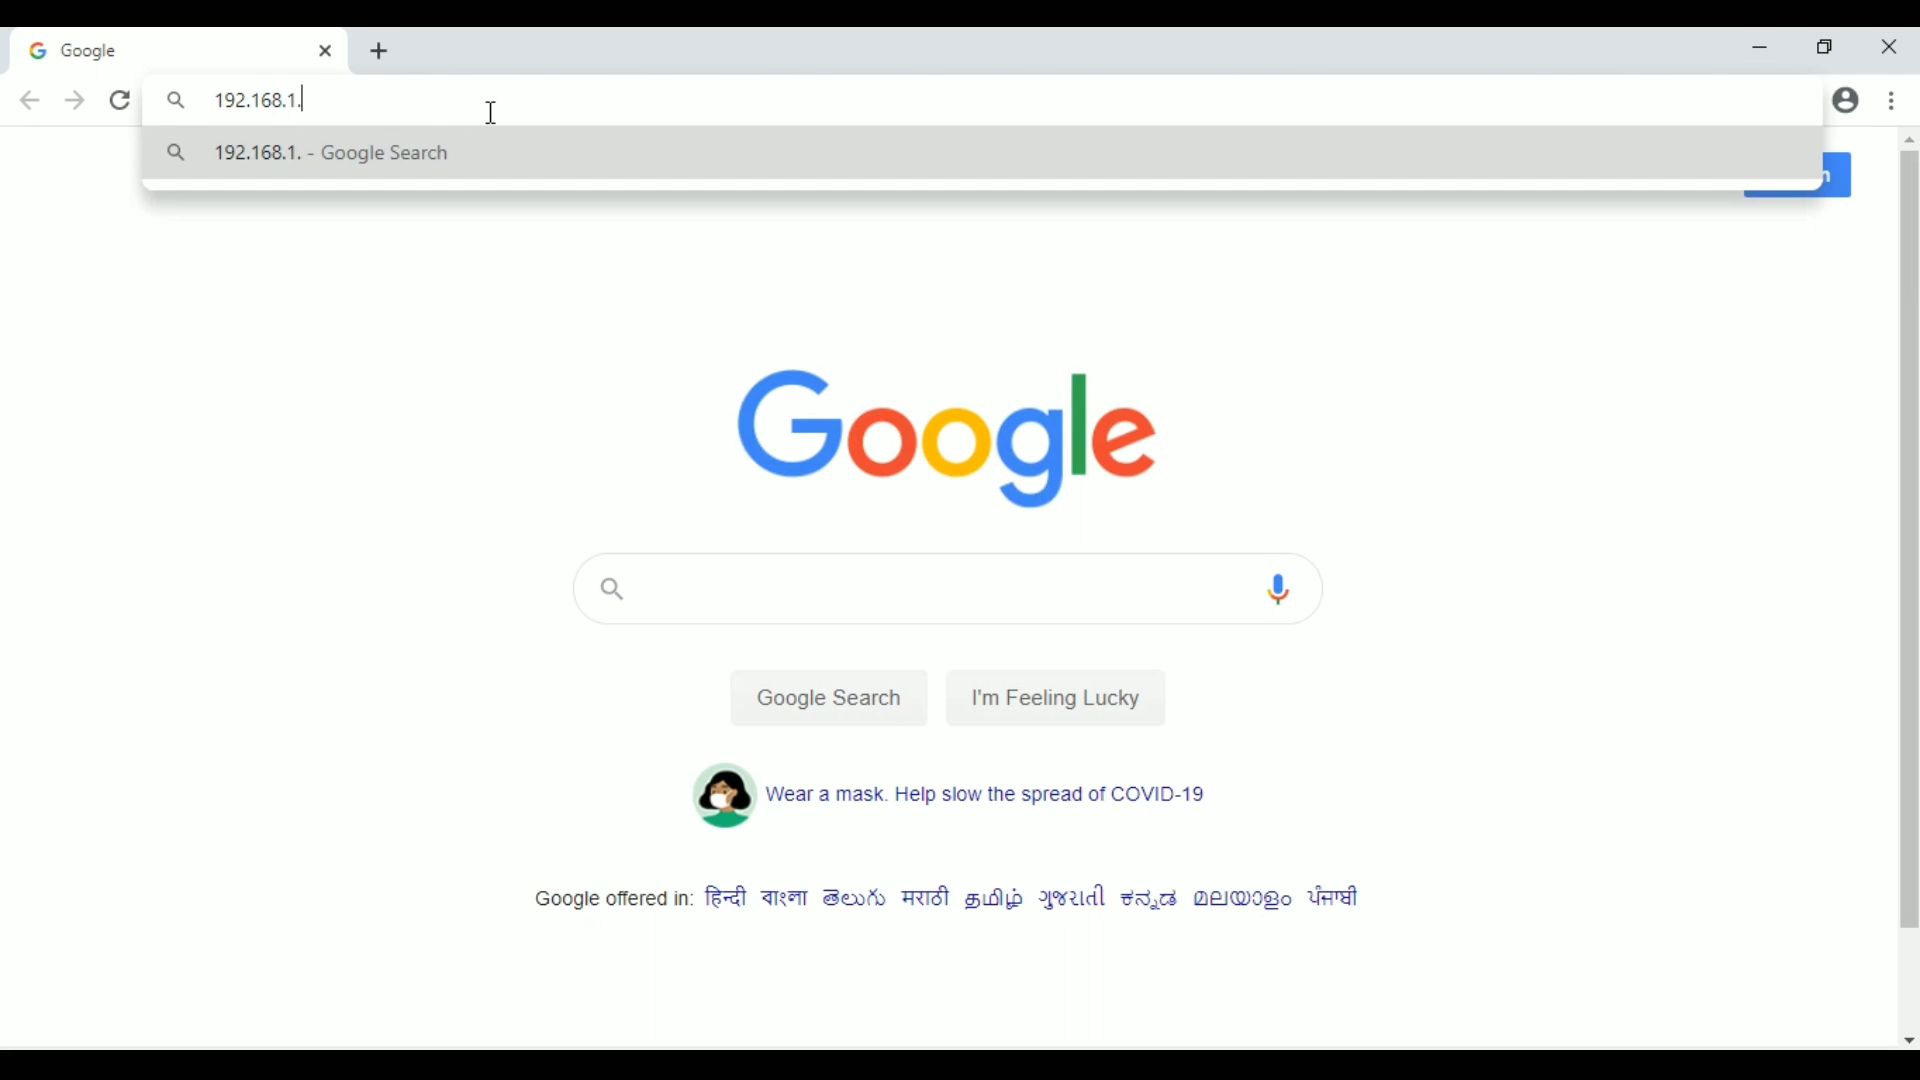 Google
192.168.1.
192.168.1. - Google Search
n
Google
Google Search
I'm Feeling Lucky
Wear a mask. Help slow the spread of COVID-19
Google offered in: हिन्दी বাংলা తెలుగు मराठी தமிழ் ગુજરાતી ಕನ್ನಡ മലയാളം ਪੰਜਾਬੀ